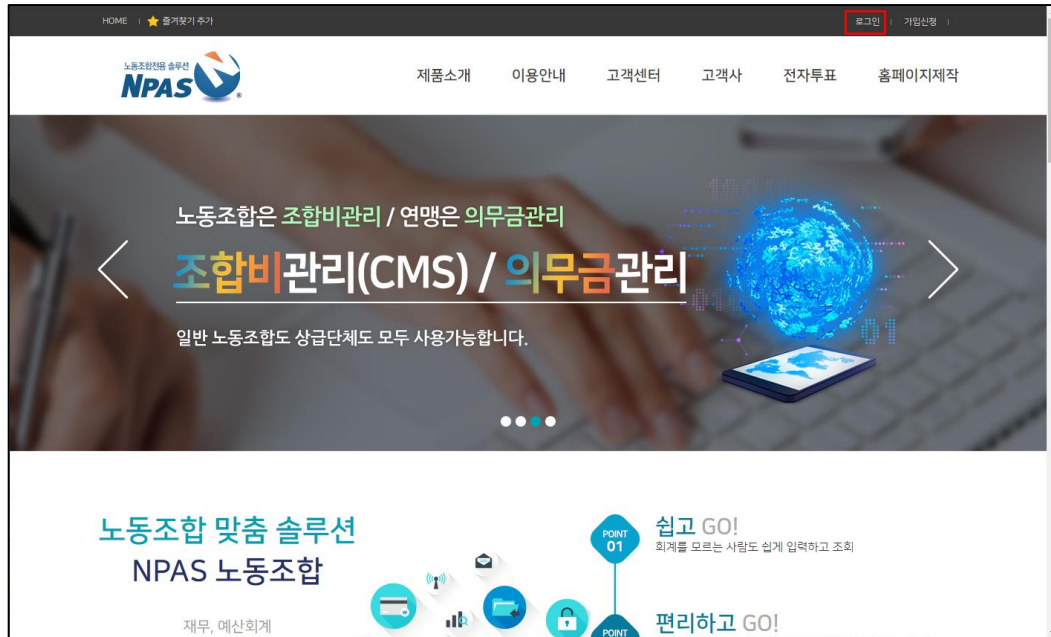 HOME
즐겨찾기 추가
로그인
가입신청
노동조합전용 솔루션
NPAS
제품소개
이용안내
고객센터
고객사
전자투표
홈페이지제작
노동조합은 조합비관리 / 연맹은 의무금관리
조합비관리(CMS) / 의무금관리
일반 노동조합도 상급단체도 모두 사용가능합니다.
노동조합 맞춤 솔루션
NPAS 노동조합
재무, 예산회계
POINT
01
쉽고 GO!
회계를 모르는 사람도 쉽게 입력하고 조회
POINT
편리하고 GO!